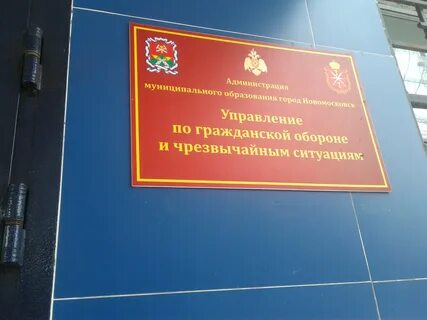 Администрация
муниципального образования город Новомосковск
Управление
по гражданской обороне
и чрезвычайным ситуациям